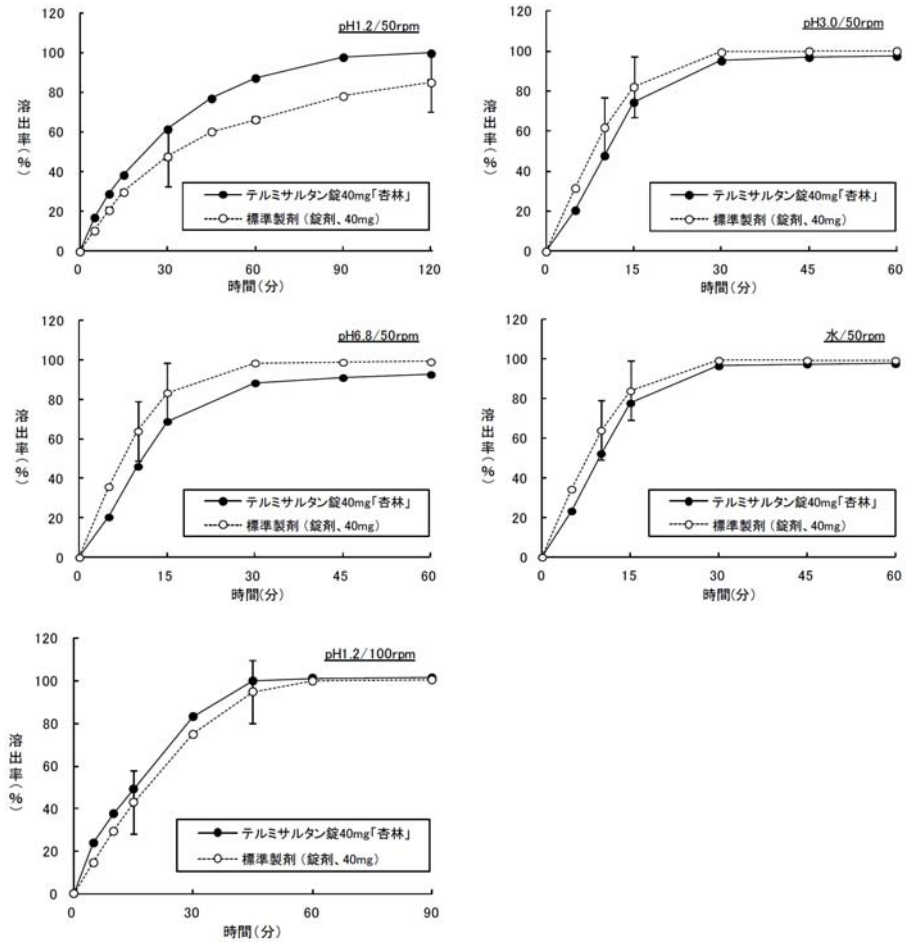 pH1.2/50rpm
120
100
80
60
40
20
0
溶出率(%)
テルミサルタン錠40mg「杏林」
標準製剤(錠剤、40mg)
0 30 60 90 120
時間(分)
pH3.0/50rpm
120
100
80
60
40
20
0
溶出率(%)
テルミサルタン錠40mg「杏林」
標準製剤(錠剤、40mg)
0 15 30 45 60
時間(分)
pH6.8/50rpm
120
100
80
60
40
20
0
溶出率(%)
テルミサルタン錠40mg「杏林」
標準製剤(錠剤、40mg)
0 15 30 45 60
時間(分)
水/50rpm
120
100
80
60
40
20
0
溶出率(%)
テルミサルタン錠40mg「杏林」
標準製剤(錠剤、40mg)
0 15 30 45 60
時間(分)
pH1.2/100rpm
120
100
80
60
40
20
0
溶出率(%)
テルミサルタン錠40mg「杏林」
標準製剤(錠剤、40mg)
0 30 60 90
時間(分)